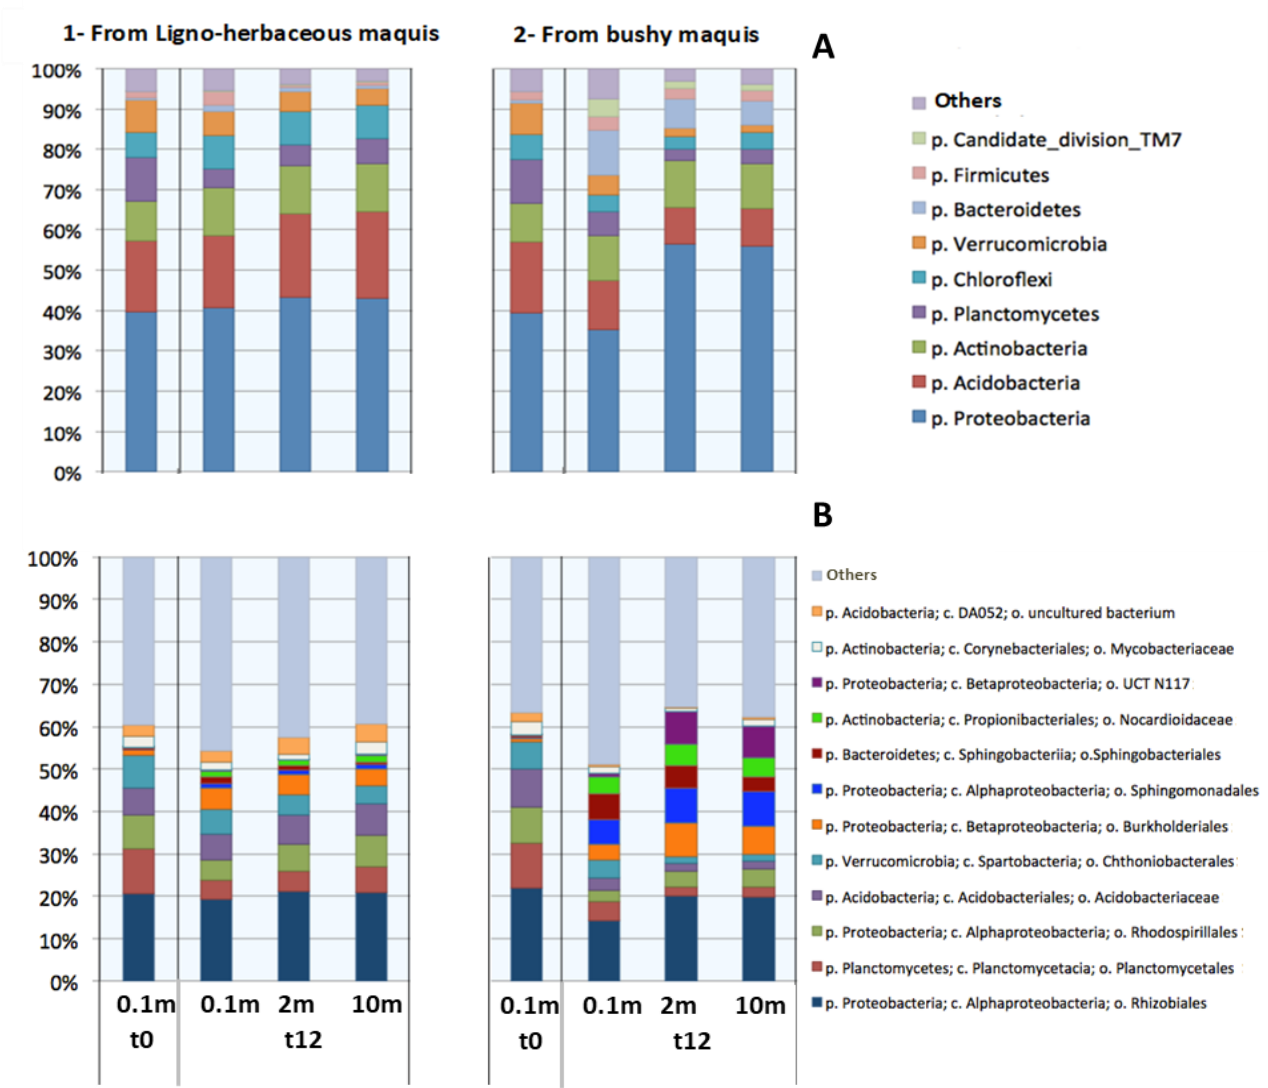 1- From Ligno-herbaceous maquis
2- From bushy maquis
A
100%
90%
80%
70%
60%
50%
40%
30%
20%
10%
0%
Others
p. Candidate_division_TM7
p. Firmicutes
p. Bacteroidetes
p. Verrucomicrobia
p. Chloroflexi
p. Planctomycetes
p. Actinobacteria
p. Acidobacteria
p. Proteobacteria
B
100%
90%
80%
70%
60%
50%
40%
30%
20%
10%
0%
Others
p. Acidobacteria; c. DA052; o. uncultured bacterium
p. Actinobacteria; c. Corynebacteriales; o. Mycobacteriaceae
p. Proteobacteria; c. Betaproteobacteria; o. UCT N117
p. Actinobacteria; c. Propionibacteriales; o. Nocardioidaceae
p. Bacteroidetes; c. Sphingobacteriia; o.Sphingobacteriales
p. Proteobacteria; c. Alphaproteobacteria; o. Sphingomonadales
p. Proteobacteria; c. Betaproteobacteria; o. Burkholderiales
p. Verrucomicrobia; c. Spartobacteria; o. Chthoniobacterales
p. Acidobacteria; c. Acidobacteriales; o. Acidobacteriaceae
p. Proteobacteria; c. Alphaproteobacteria; o. Rhodospirillales
p. Planctomycetes; c. Planctomycetacia; o. Planctomycetales
p. Proteobacteria; c. Alphaproteobacteria; o. Rhizobiales
0.1m 0.1m 2m 10m 0.1m 0.1m 2m 10m
t0 t12 t0 t12